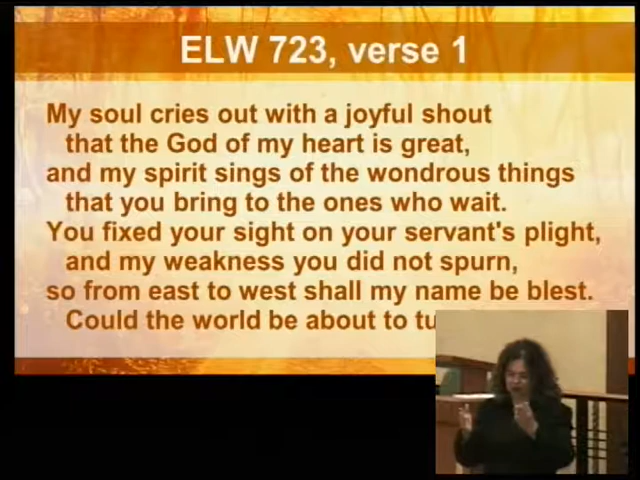 ELW 723, verse 1
My soul cries out with a joyful shout
that the God of my heart is great,
and my spirit sings of the wondrous things
that you bring to the ones who wait.
You fixed your sight on your servant's plight,
and my weakness you did not spurn,
so from east to west shall my name be blest.
Could the world be about to